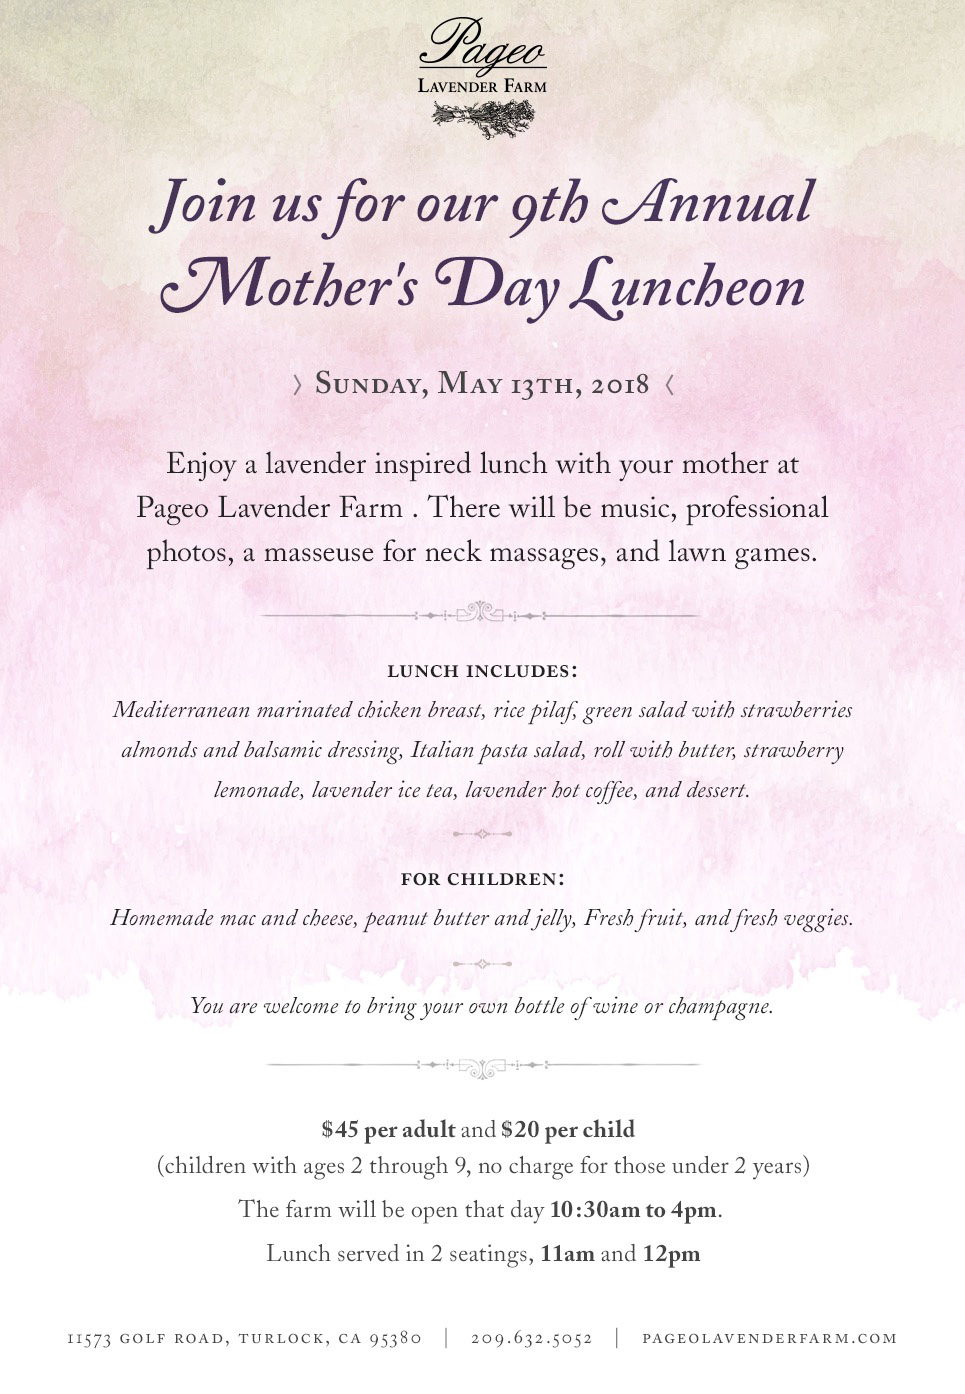 Pageo
Lavender Farm
Join us for our 9th Annual
Mother's Day Luncheon
Sunday, May 13th, 2018
Enjoy a lavender inspired lunch with your mother at
Pageo Lavender Farm . There will be music, professional
photos, a masseuse for neck massages, and lawn games.
LUNCH INCLUDES:
Mediterranean marinated chicken breast, rice pilaf, green salad with strawberries
almonds and balsamic dressing, Italian pasta salad, roll with butter, strawberry
lemonade, lavender ice tea, lavender hot coffee, and dessert.
FOR CHILDREN:
Homemade mac and cheese, peanut butter and jelly, Fresh fruit, and fresh veggies.
You are welcome to bring your own bottle of wine or champagne.
$45 per adult and $20 per child
(children with ages 2 through 9, no charge for those under 2 years)
The farm will be open that day 10:30am to 4pm.
Lunch served in 2 seatings, 11am and 12pm
11573 GOLF ROAD, TURLOCK, CA 95380 | 209.632.5052 | PAGEOLAVENDERFARM.COM